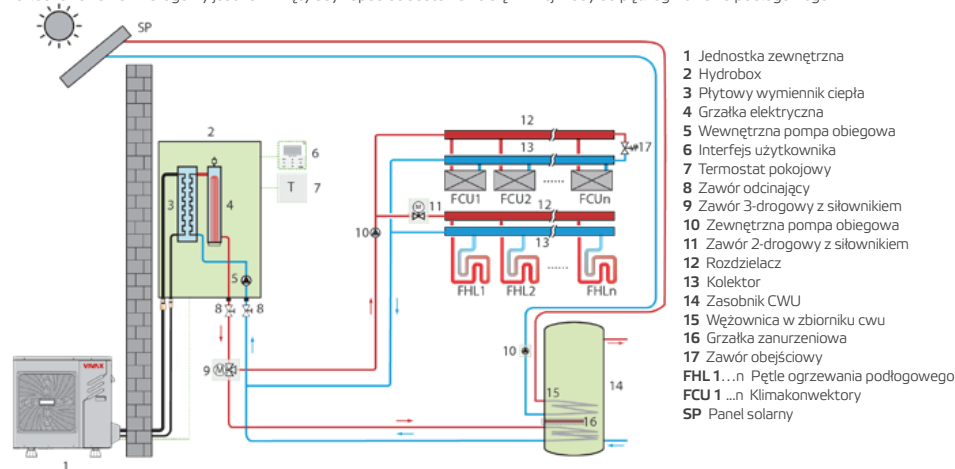 SP
2
3
4
5
6
T
7
8
8
9
M
10
12
13
17
FCU1
FCU2
FCUn
M
11
12
13
FHL1
FHL2
FHLn
10
15
16
14
VIVAX
1
1 Jednostka zewnętrzna
2 Hydrobox
3 Płytowy wymiennik ciepła
4 Grzałka elektryczna
5 Wewnętrzna pompa obiegowa
6 Interfejs użytkownika
7 Termostat pokojowy
8 Zawór odcinający
9 Zawór 3-drogowy z siłownikiem
10 Zewnętrzna pompa obiegowa
11 Zawór 2-drogowy z siłownikiem
12 Rozdzielacz
13 Kolektor
14 Zasobnik CWU
15 Wężownica w zbiorniku cwu
16 Grzałka zanurzeniowa
17 Zawór obejściowy
FHL 1...n Pętle ogrzewania podłogowego
FCU 1 ...n Klimakonwektory
SP Panel solarny